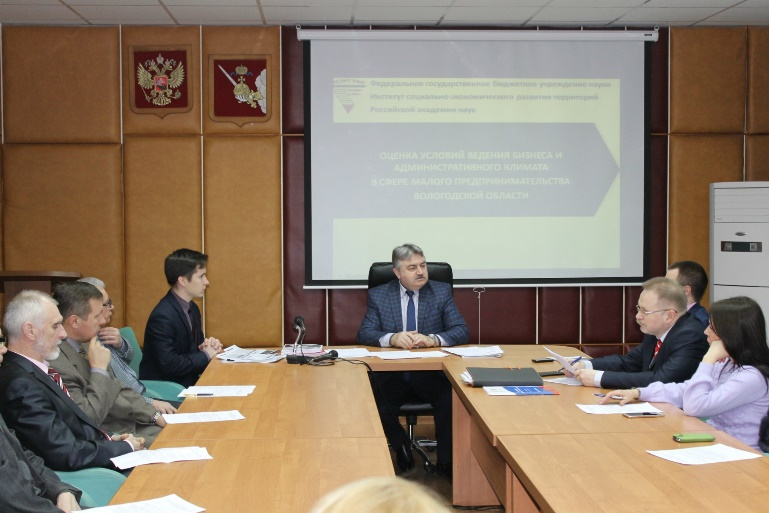 Федеральное государственное бюджетное учреждение науки
Институт социально-экономического развития территорий
Российской академии наук
ОЦЕНКА УСЛОВИЙ ВЕДЕНИЯ БИЗНЕСА И
АДМИНИСТРАТИВНОГО КЛИМАТА
В СФЕРЕ МАЛОГО ПРЕДПРИНИМАТЕЛЬСТВА
ВОЛОГОДСКОЙ ОБЛАСТИ